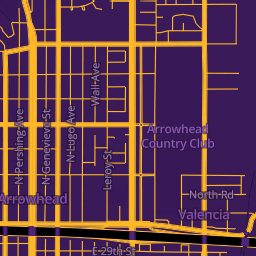 Wall-Ave
N-Pershing-Ave
N-Genevieve-St
N-Lugo-Ave
Arrowhead
Country Club
Leroy-St
Arrowhead
North-Rd
Valencia
E-29th-St